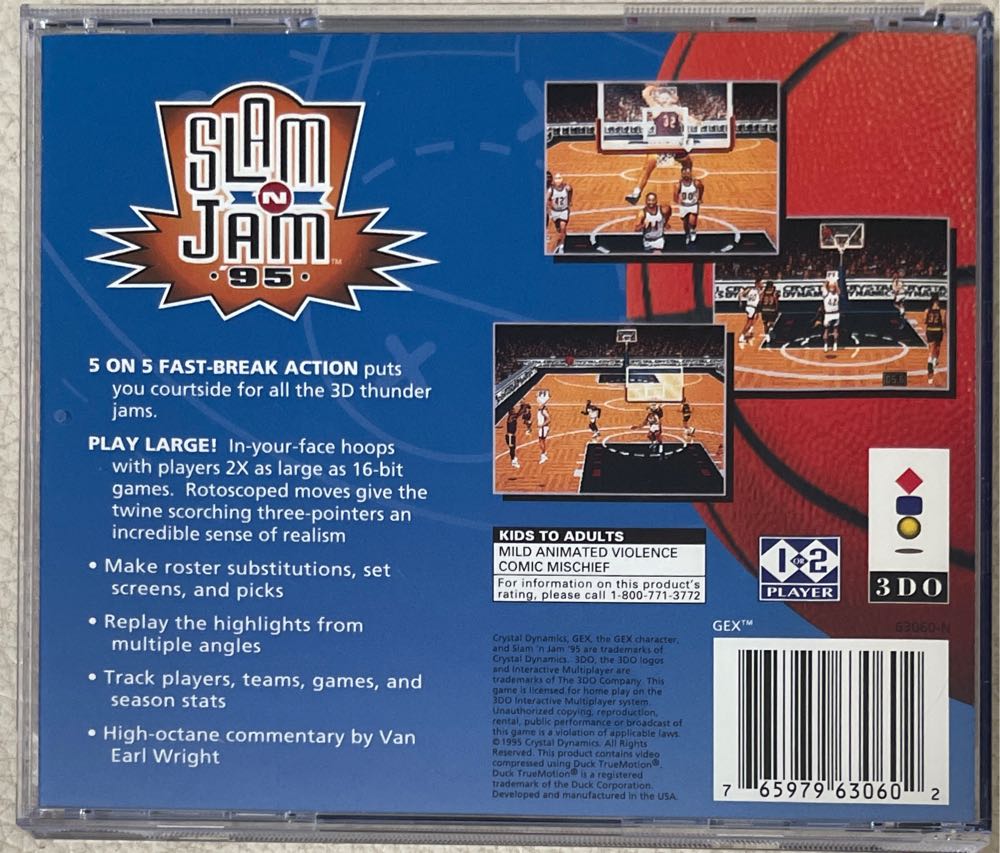 SLAM
N
JAM™
'95
5 ON 5 FAST-BREAK ACTION puts
you courtside for all the 3D thunder
jams.
PLAY LARGE! In-your-face hoops
with players 2X as large as 16-bit
games. Rotoscoped moves give the
twine scorching three-pointers an
incredible sense of realism
• Make roster substitutions, set
screens, and picks
• Replay the highlights from
multiple angles
• Track players, teams, games, and
season stats
• High-octane commentary by Van
Earl Wright
KIDS TO ADULTS
MILD ANIMATED VIOLENCE
COMIC MISCHIEF
For information on this product's
rating, please call 1-800-771-3772
1 OR 2
PLAYER
3DO
GEX™
63060-N
Crystal Dynamics, GEX, the GEX character,
and Slam 'n Jam '95 are trademarks of
Crystal Dynamics. 3DO, the 3DO logos
and Interactive Multiplayer are
trademarks of The 3DO Company. This
game is licensed for home play on the
3DO Interactive Multiplayer system.
Unauthorized copying, reproduction,
rental, public performance or broadcast of
this game is a violation of applicable laws.
© 1995 Crystal Dynamics. All Rights
Reserved. This product contains video
compressed using Duck TrueMotion®.
Duck TrueMotion® is a registered
trademark of the Duck Corporation.
Developed and manufactured in the USA.
7 65979 63060 2